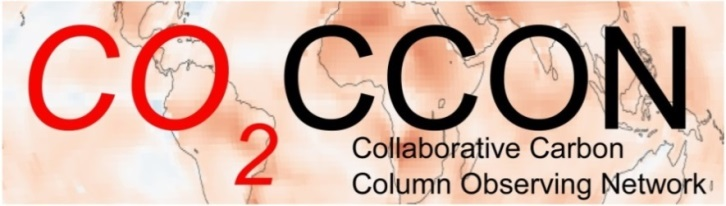 CO2 CCON
Collaborative Carbon
Column Observing Network